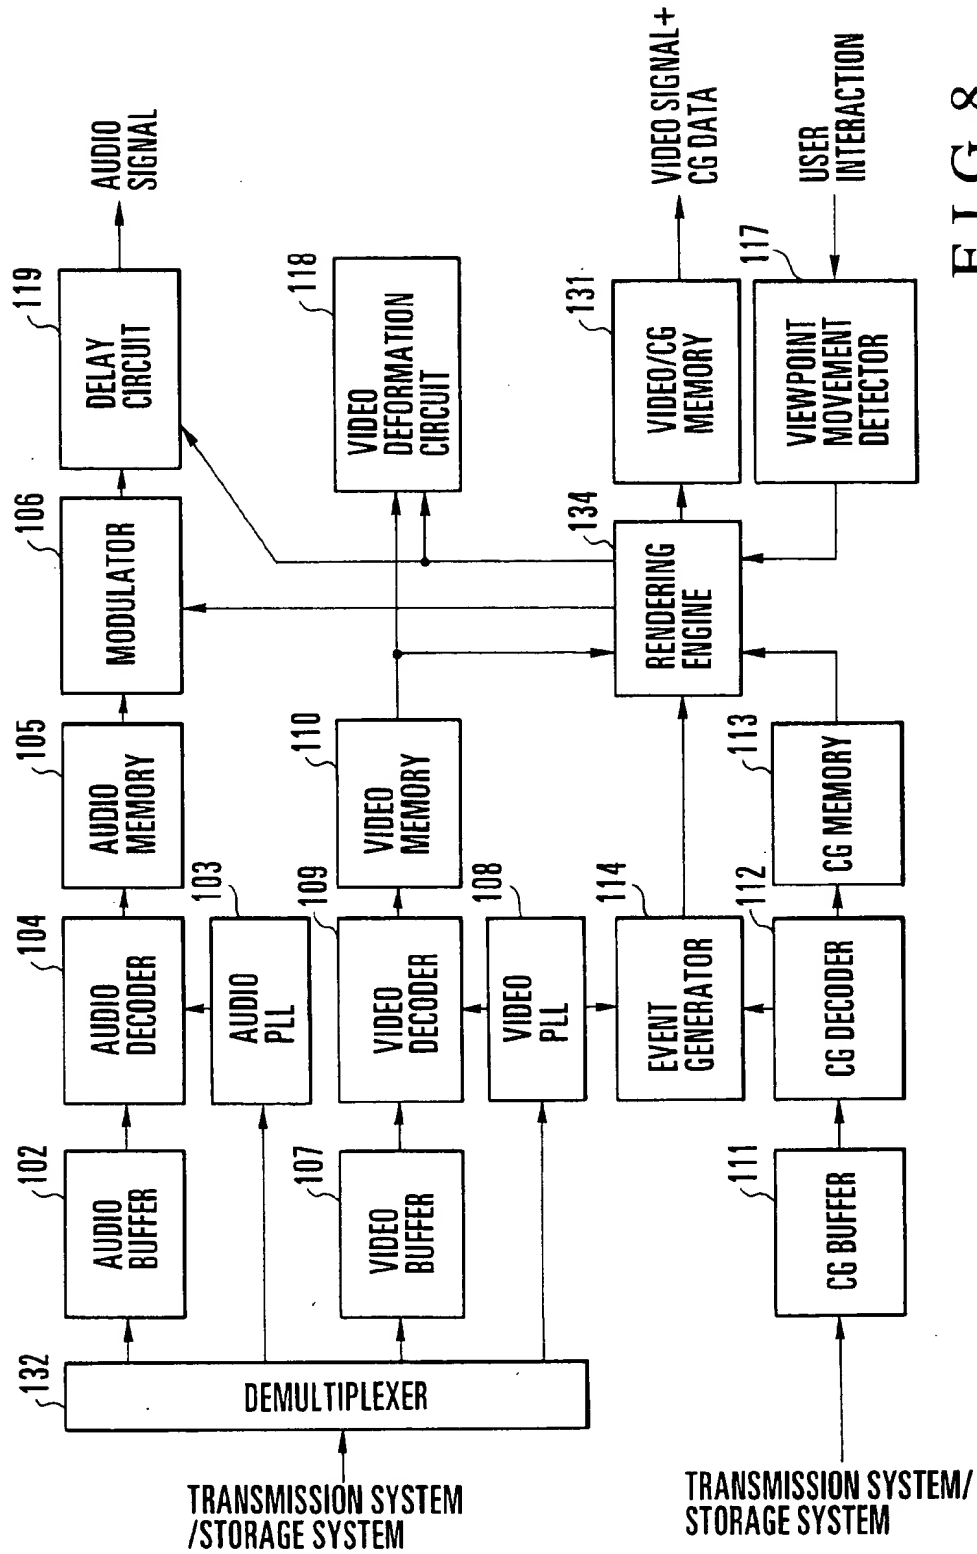 TRANSMISSION SYSTEM
/STORAGE SYSTEM
132
DEMULTIPLEXER
102
AUDIO
BUFFER
104
AUDIO
DECODER
105
AUDIO
MEMORY
106
MODULATOR
119
DELAY
CIRCUIT
AUDIO
SIGNAL
103
AUDIO
PLL
107
VIDEO
BUFFER
109
VIDEO
DECODER
110
VIDEO
MEMORY
118
VIDEO
DEFORMATION
CIRCUIT
108
VIDEO
PLL
114
EVENT
GENERATOR
134
RENDERING
ENGINE
131
VIDEO/CG
MEMORY
VIDEO SIGNAL+
CG DATA
TRANSMISSION SYSTEM/
STORAGE SYSTEM
111
CG BUFFER
112
CG DECODER
113
CG MEMORY
117
VIEWPOINT
MOVEMENT
DETECTOR
USER
INTERACTION
FIG. 8